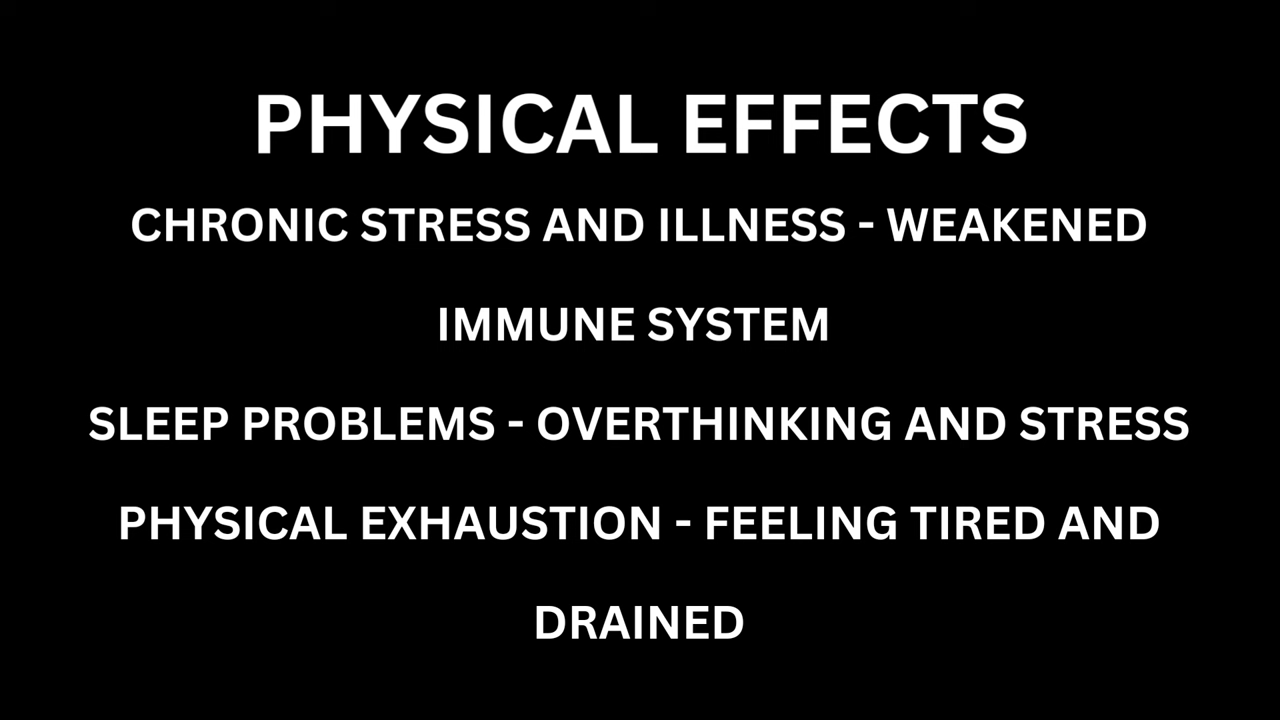 PHYSICAL EFFECTS
CHRONIC STRESS AND ILLNESS - WEAKENED
IMMUNE SYSTEM
SLEEP PROBLEMS - OVERTHINKING AND STRESS
PHYSICAL EXHAUSTION - FEELING TIRED AND
DRAINED